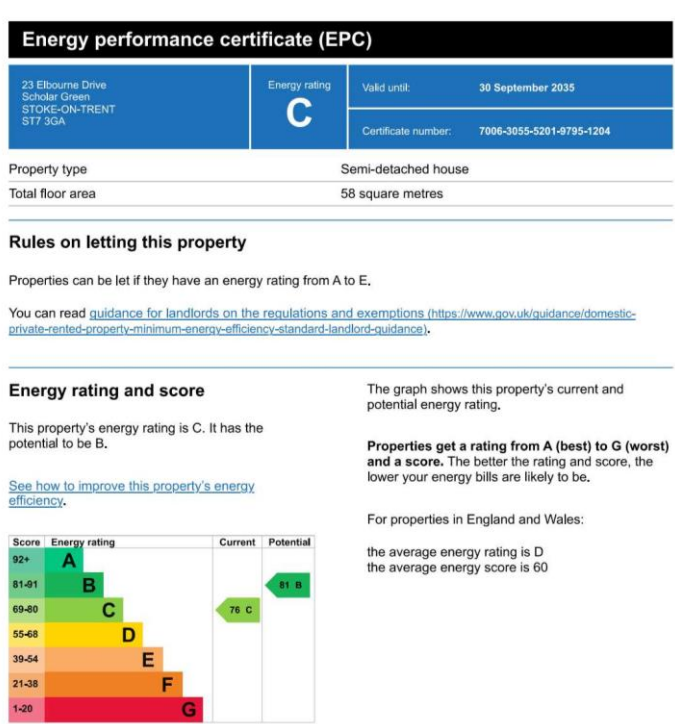 Energy performance certificate (EPC)
23 Elbourne Drive
Scholar Green
STOKE-ON-TRENT
ST7 3GA
Energy rating
C
Valid until:
30 September 2035
Certificate number:
7006-3055-5201-9795-1204
Property type
Semi-detached house
Total floor area
58 square metres
Rules on letting this property
Properties can be let if they have an energy rating from A to E.
You can read guidance for landlords on the regulations and exemptions (https://www.gov.uk/guidance/domestic-
private-rented-property-minimum-energy-efficiency-standard-landlord-guidance).
Energy rating and score
This property's energy rating is C. It has the
potential to be B.
See how to improve this property's energy
efficiency.
Score Energy rating Current Potential
92+ A
81-91 B 81 B
69-80 C 76 C
55-68 D
39-54 E
21-38 F
1-20 G
The graph shows this property's current and
potential energy rating.
Properties get a rating from A (best) to G (worst)
and a score. The better the rating and score, the
lower your energy bills are likely to be.
For properties in England and Wales:
the average energy rating is D
the average energy score is 60